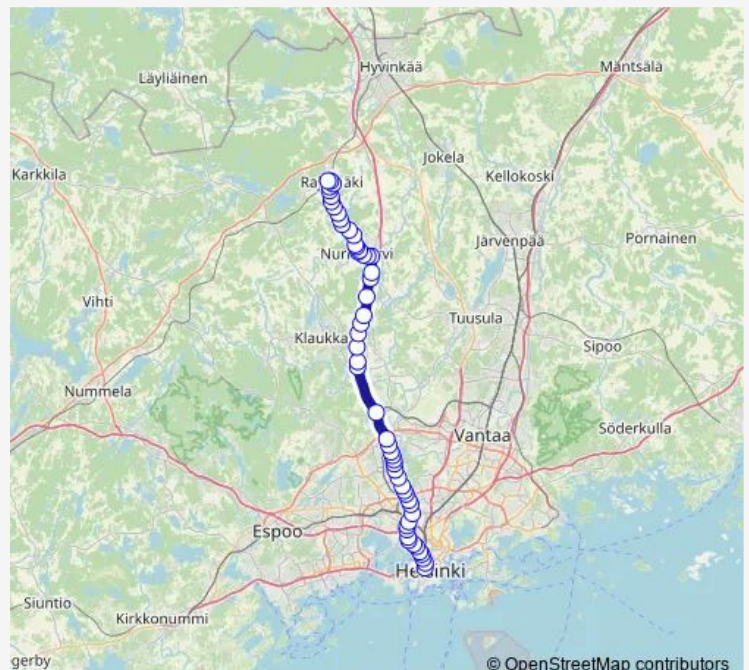 Hyvinkää
Mäntsälä
Läyliäinen
Jokela
Karkkila
Kellokoski
Järvenpää
Pornainen
Vihti
Tuusula
Klaukka
Sipoo
Nummela
Söderkulla
Vantaa
Espoo
Helsinki
Siuntio
Kirkkonummi
gerby
© OpenStreetMap contributors